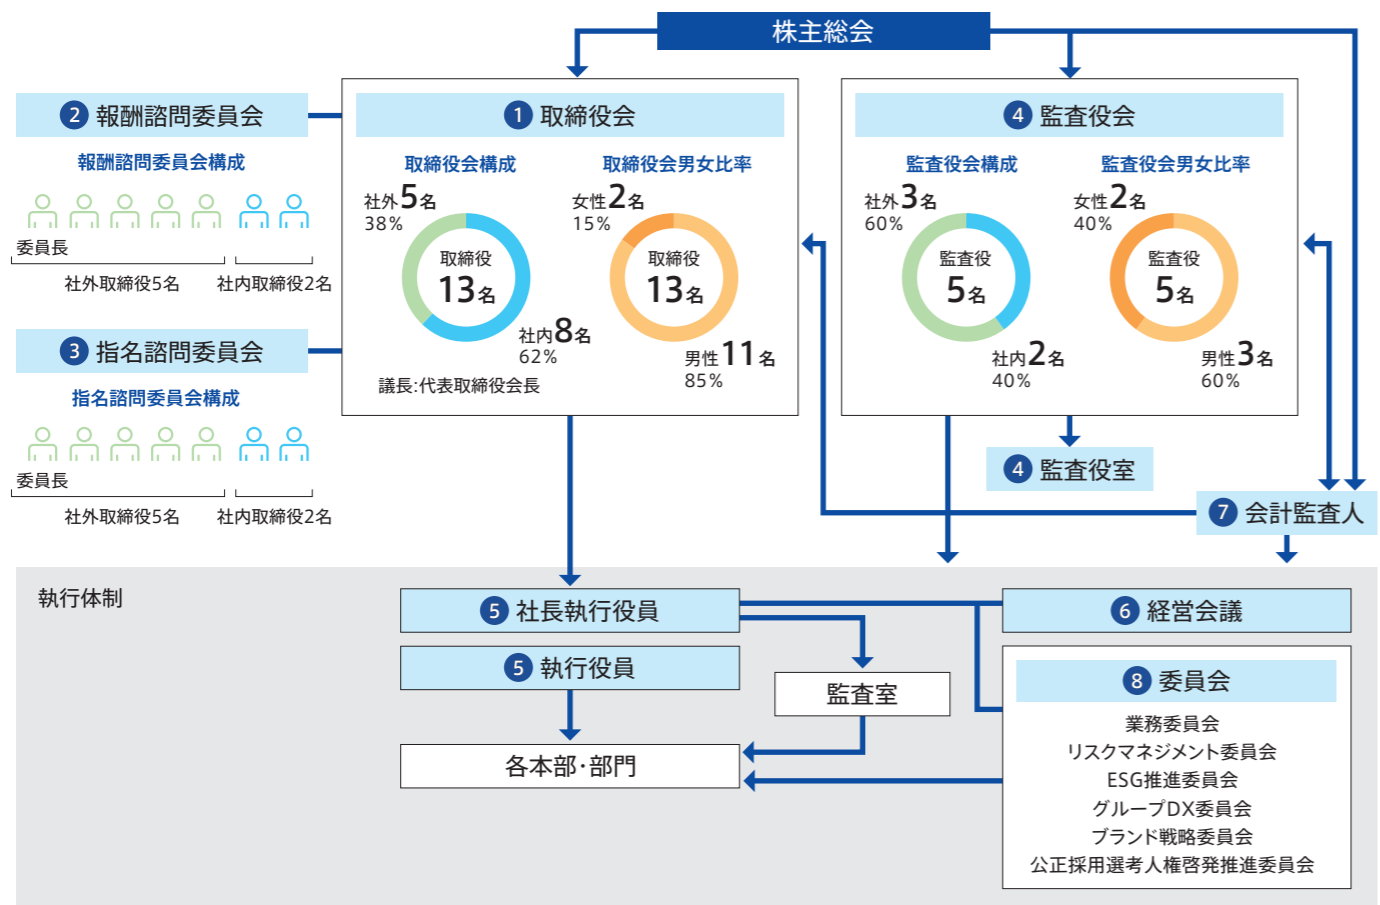 株主総会
2 報酬諮問委員会
報酬諮問委員会構成
委員長
社外取締役5名
社内取締役2名
3 指名諮問委員会
指名諮問委員会構成
委員長
社外取締役5名
社内取締役2名
1 取締役会
取締役会構成
社外5名
38%
取締役
13名
社内8名
62%
議長:代表取締役会長
取締役会男女比率
女性2名
15%
取締役
13名
男性11名
85%
4 監査役会
監査役会構成
社外3名
60%
監査役
5名
社内2名
40%
監査役会男女比率
女性2名
40%
監査役
5名
男性3名
60%
4 監査役室
7 会計監査人
執行体制
5 社長執行役員
5 執行役員
監査室
各本部・部門
6 経営会議
8 委員会
業務委員会
リスクマネジメント委員会
ESG推進委員会
グループDX委員会
ブランド戦略委員会
公正採用選考人権啓発推進委員会